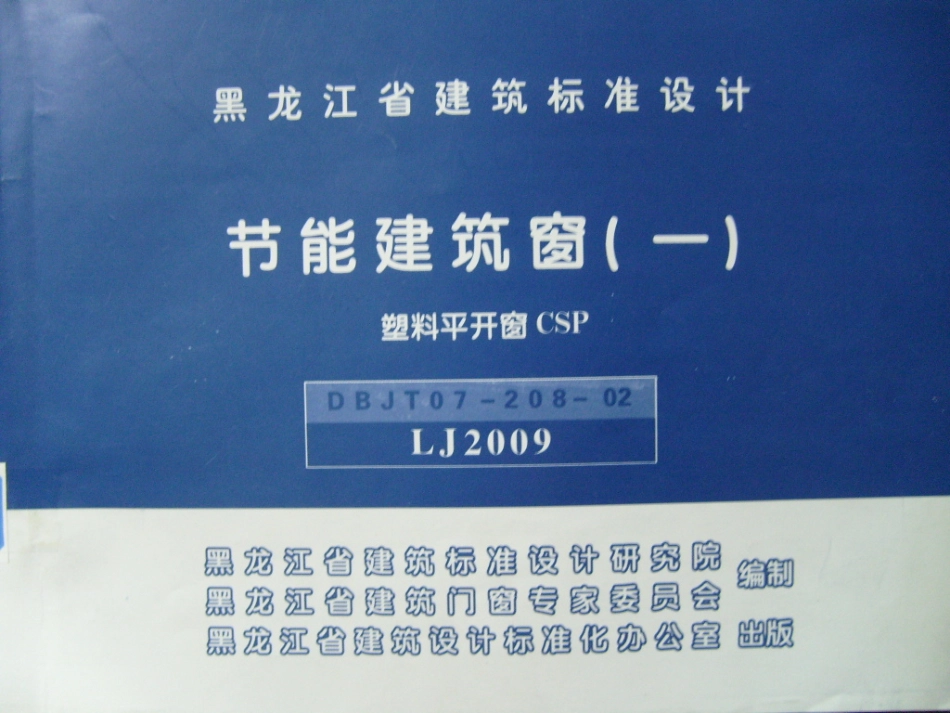 黑龙江省建筑标准设计
节能建筑窗(一)
塑料平开窗CSP
DBJT07-208-02
LJ2009
黑龙江省建筑标准设计研究院
黑龙江省建筑门窗专家委员会 编制
黑龙江省建筑设计标准化办公室 出版